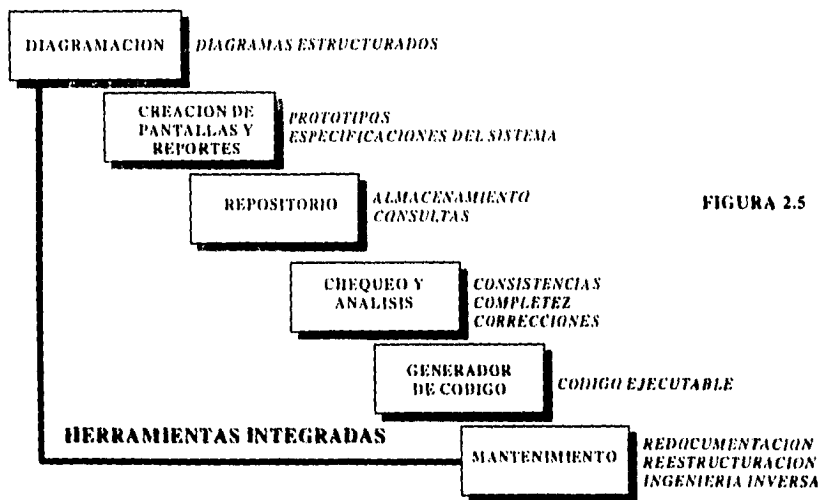 DIAGRAMACION
DIAGRAMAS ESTRUCTURADOS
CREACION DE
PANTALLAS Y
REPORTES
PROTOTIPOS
ESPECIFICACIONES DEL SISTEMA
REPOSITORIO
ALMACENAMIENTO
CONSULTAS
FIGURA 2.5
CHEQUEO Y
ANALISIS
CONSISTENCIAS
COMPLETEZ
CORRECCIONES
GENERADOR
DE CODIGO
CODIGO EJECUTABLE
HERRAMIENTAS INTEGRADAS
MANTENIMIENTO
REDOCUMENTACION
REESTRUCTURACION
INGENIERIA INVERSA